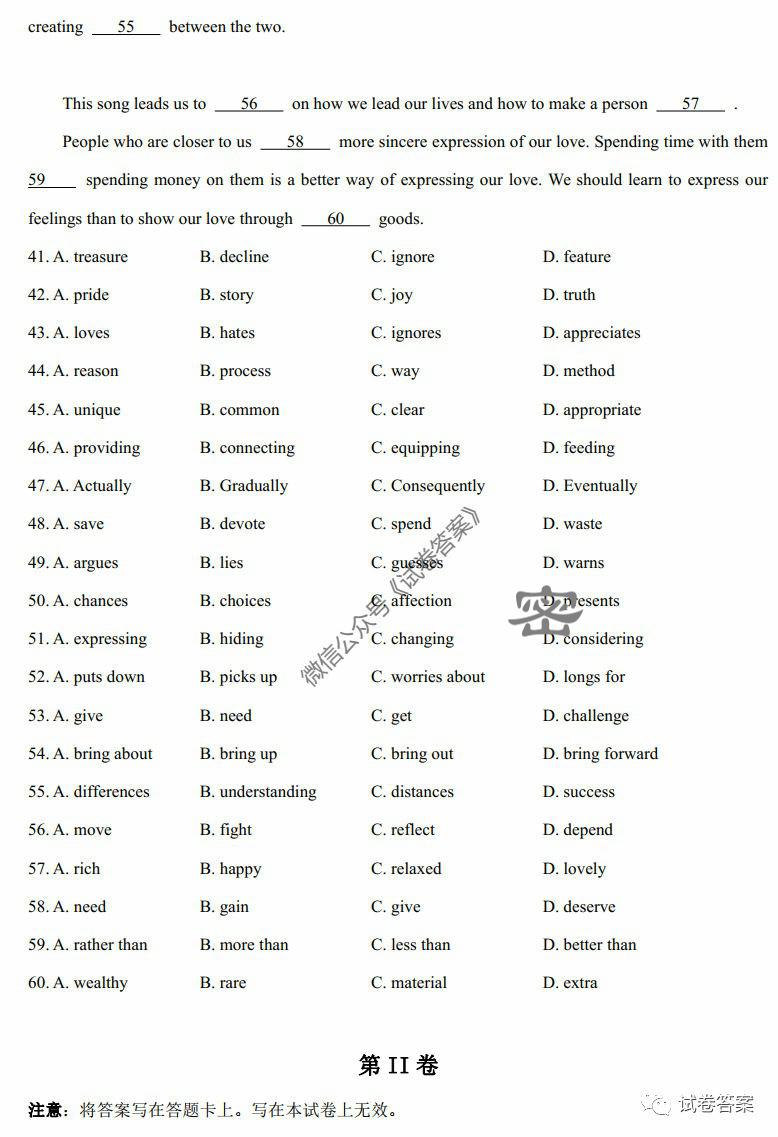 creating 55 between the two.
This song leads us to 56 on how we lead our lives and how to make a person 57 .
People who are closer to us 58 more sincere expression of our love. Spending time with them
59 spending money on them is a better way of expressing our love. We should learn to express our
feelings than to show our love through 60 goods.
41. A. treasure B. decline C. ignore D. feature
42. A. pride B. story C. joy D. truth
43. A. loves B. hates C. ignores D. appreciates
44. A. reason B. process C. way D. method
45. A. unique B. common C. clear D. appropriate
46. A. providing B. connecting C. equipping D. feeding
47. A. Actually B. Gradually C. Consequently D. Eventually
48. A. save B. devote C. spend D. waste
49. A. argues B. lies C. guesses D. warns
50. A. chances B. choices C. affection D. presents
51. A. expressing B. hiding C. changing D. considering
52. A. puts down B. picks up C. worries about D. longs for
53. A. give B. need C. get D. challenge
54. A. bring about B. bring up C. bring out D. bring forward
55. A. differences B. understanding C. distances D. success
56. A. move B. fight C. reflect D. depend
57. A. rich B. happy C. relaxed D. lovely
58. A. need B. gain C. give D. deserve
59. A. rather than B. more than C. less than D. better than
60. A. wealthy B. rare C. material D. extra
微信公众号《试卷答案》
密
第 II 卷
注意：将答案写在答题卡上。写在本试卷上无效。
试卷答案